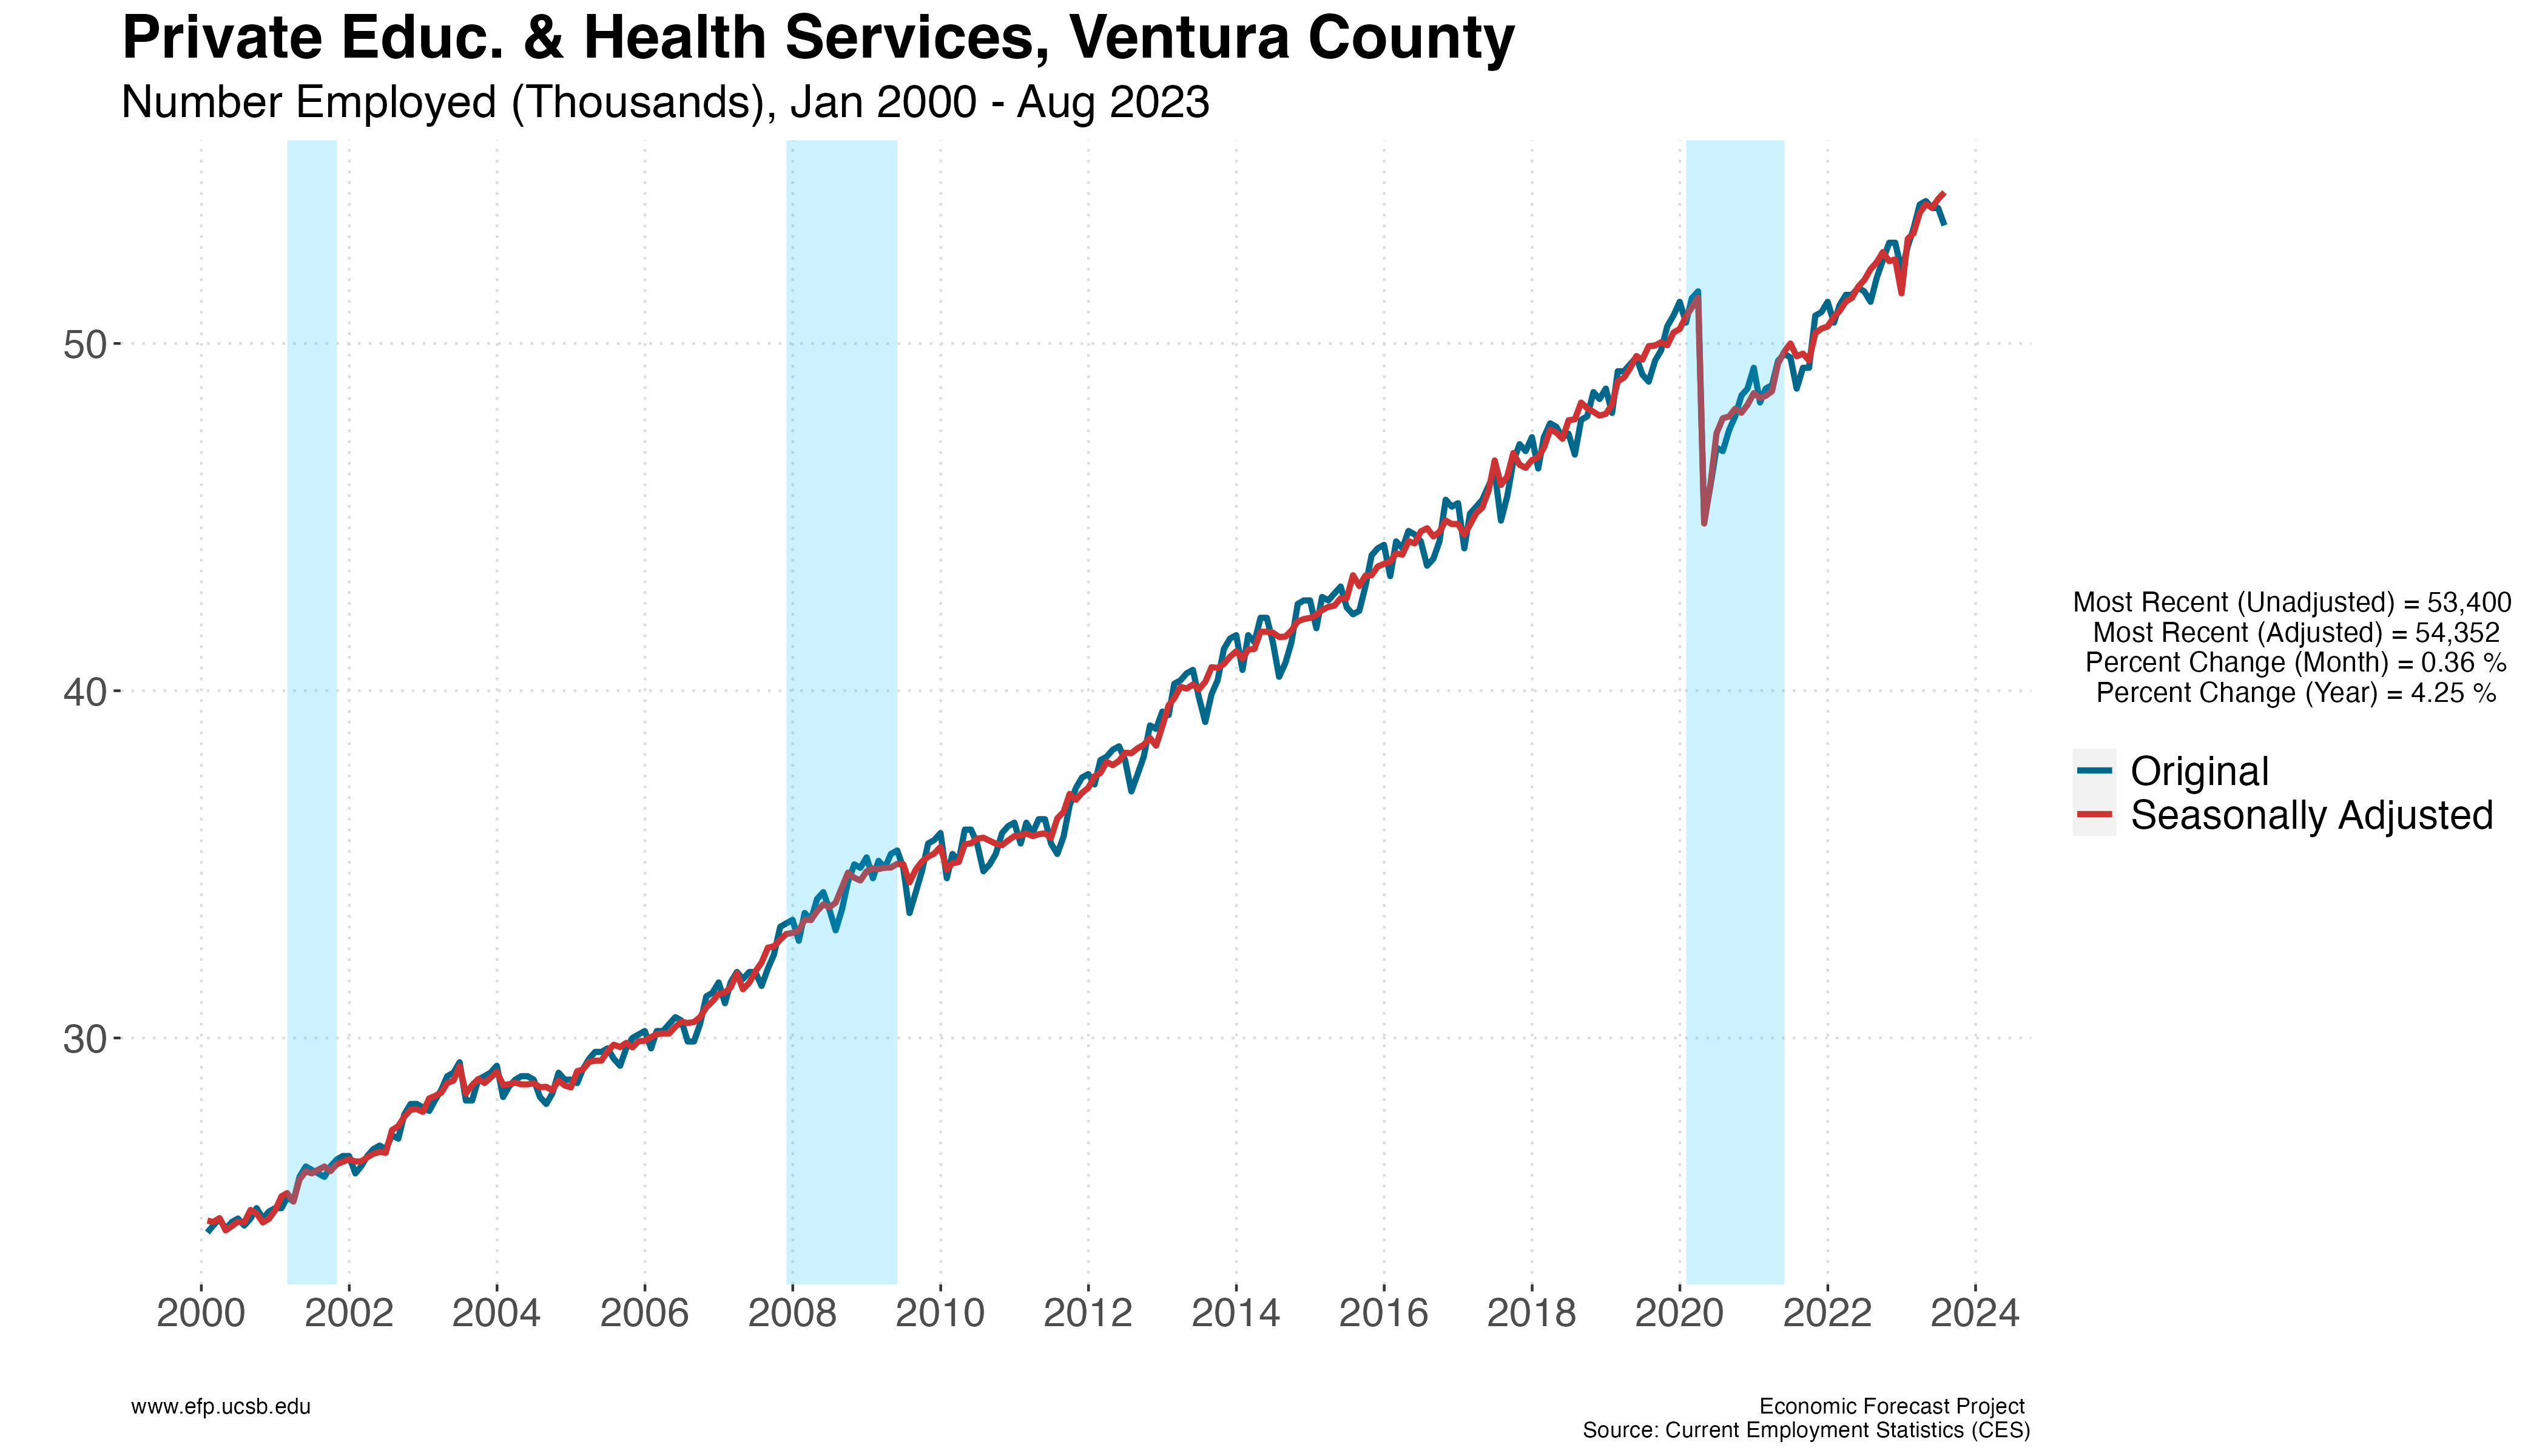 Private Educ. & Health Services, Ventura County
Number Employed (Thousands), Jan 2000 - Aug 2023
50
40
30
2000 2002 2004 2006 2008 2010 2012 2014 2016 2018 2020 2022 2024
Most Recent (Unadjusted) = 53,400
Most Recent (Adjusted) = 54,352
Percent Change (Month) = 0.36 %
Percent Change (Year) = 4.25 %
Original
Seasonally Adjusted
www.efp.ucsb.edu
Economic Forecast Project
Source: Current Employment Statistics (CES)